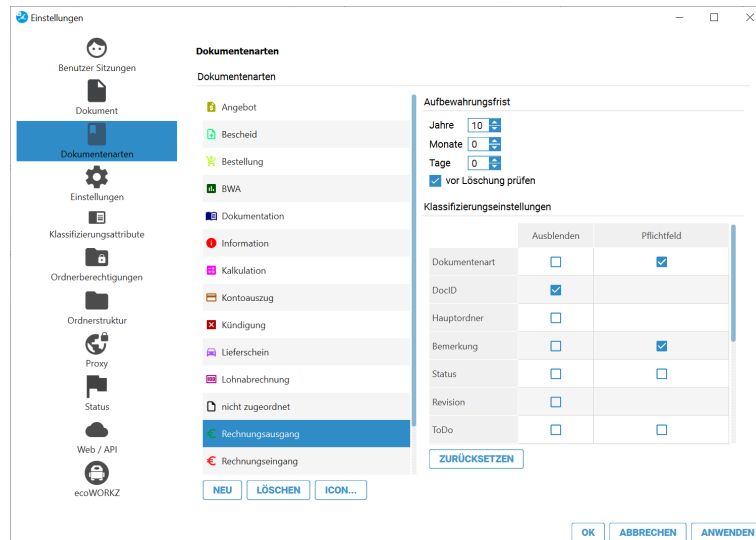 Einstellungen
Benutzer Sitzungen
Dokument
Dokumentenarten
Einstellungen
Klassifizierungsattribute
Ordnerberechtigungen
Ordnerstruktur
Proxy
Status
Web / API
ecoWORKZ
Dokumentenarten
Dokumentenarten
Angebot
Bescheid
Bestellung
BWA
Dokumentation
Information
Kalkulation
Kontoauszug
Kündigung
Lieferschein
Lohnabrechnung
nicht zugeordnet
Rechnungsausgang
Rechnungseingang
NEU LÖSCHEN ICON...
Aufbewahrungsfrist
Jahre 10
Monate 0
Tage 0
vor Löschung prüfen
Klassifizierungseinstellungen
Ausblenden Pflichtfeld
Dokumentenart
DocID
Hauptordner
Bemerkung
Status
Revision
ToDo
ZURÜCKSETZEN
OK ABBRECHEN ANWENDEN